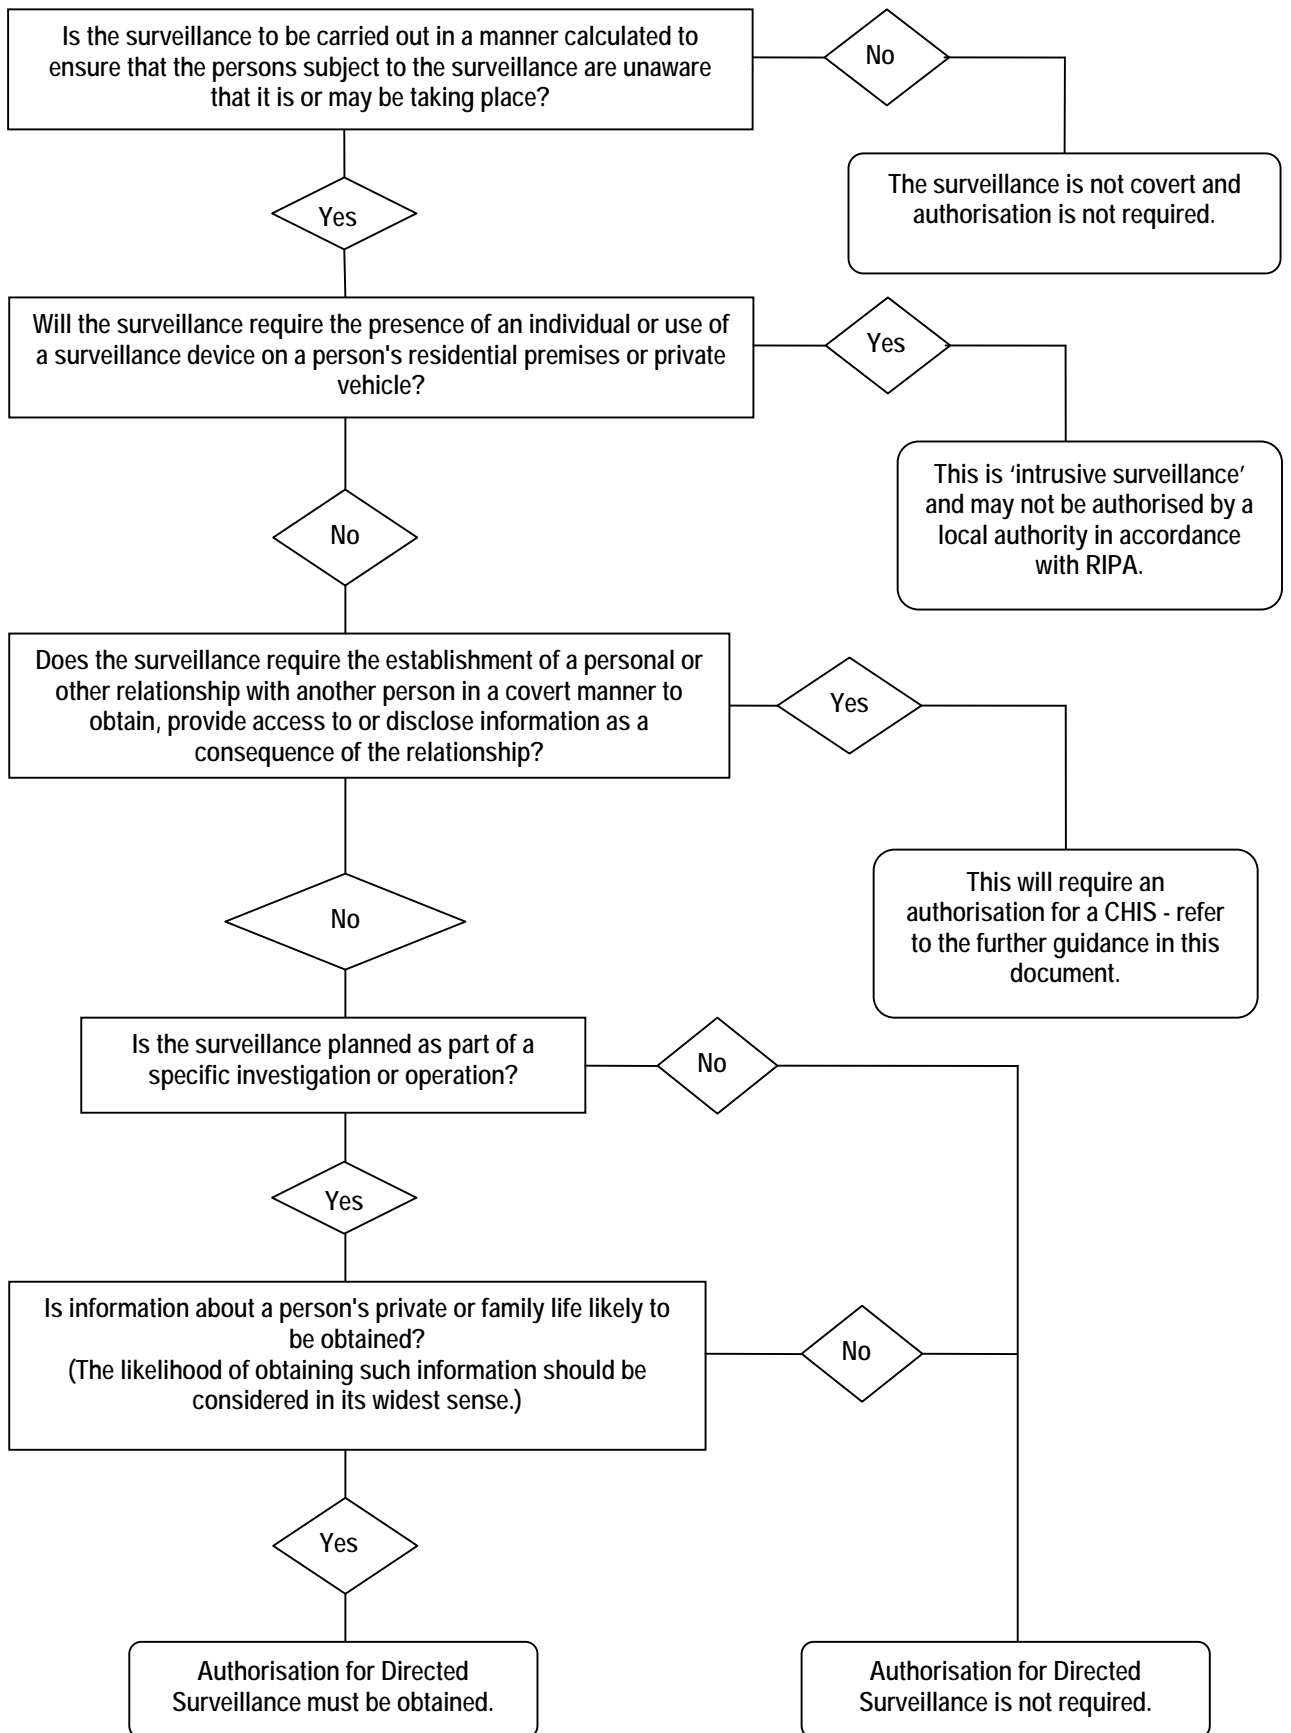 Is the surveillance to be carried out in a manner calculated to
ensure that the persons subject to the surveillance are unaware
that it is or may be taking place?
No
The surveillance is not covert and
authorisation is not required.
Yes
Will the surveillance require the presence of an individual or use of
a surveillance device on a person's residential premises or private
vehicle?
Yes
This is ‘intrusive surveillance’
and may not be authorised by a
local authority in accordance
with RIPA.
No
Does the surveillance require the establishment of a personal or
other relationship with another person in a covert manner to
obtain, provide access to or disclose information as a
consequence of the relationship?
Yes
This will require an
authorisation for a CHIS - refer
to the further guidance in this
document.
No
Is the surveillance planned as part of a
specific investigation or operation?
No
Yes
Is information about a person's private or family life likely to
be obtained?
(The likelihood of obtaining such information should be
considered in its widest sense.)
No
Yes
Authorisation for Directed
Surveillance must be obtained.
Authorisation for Directed
Surveillance is not required.